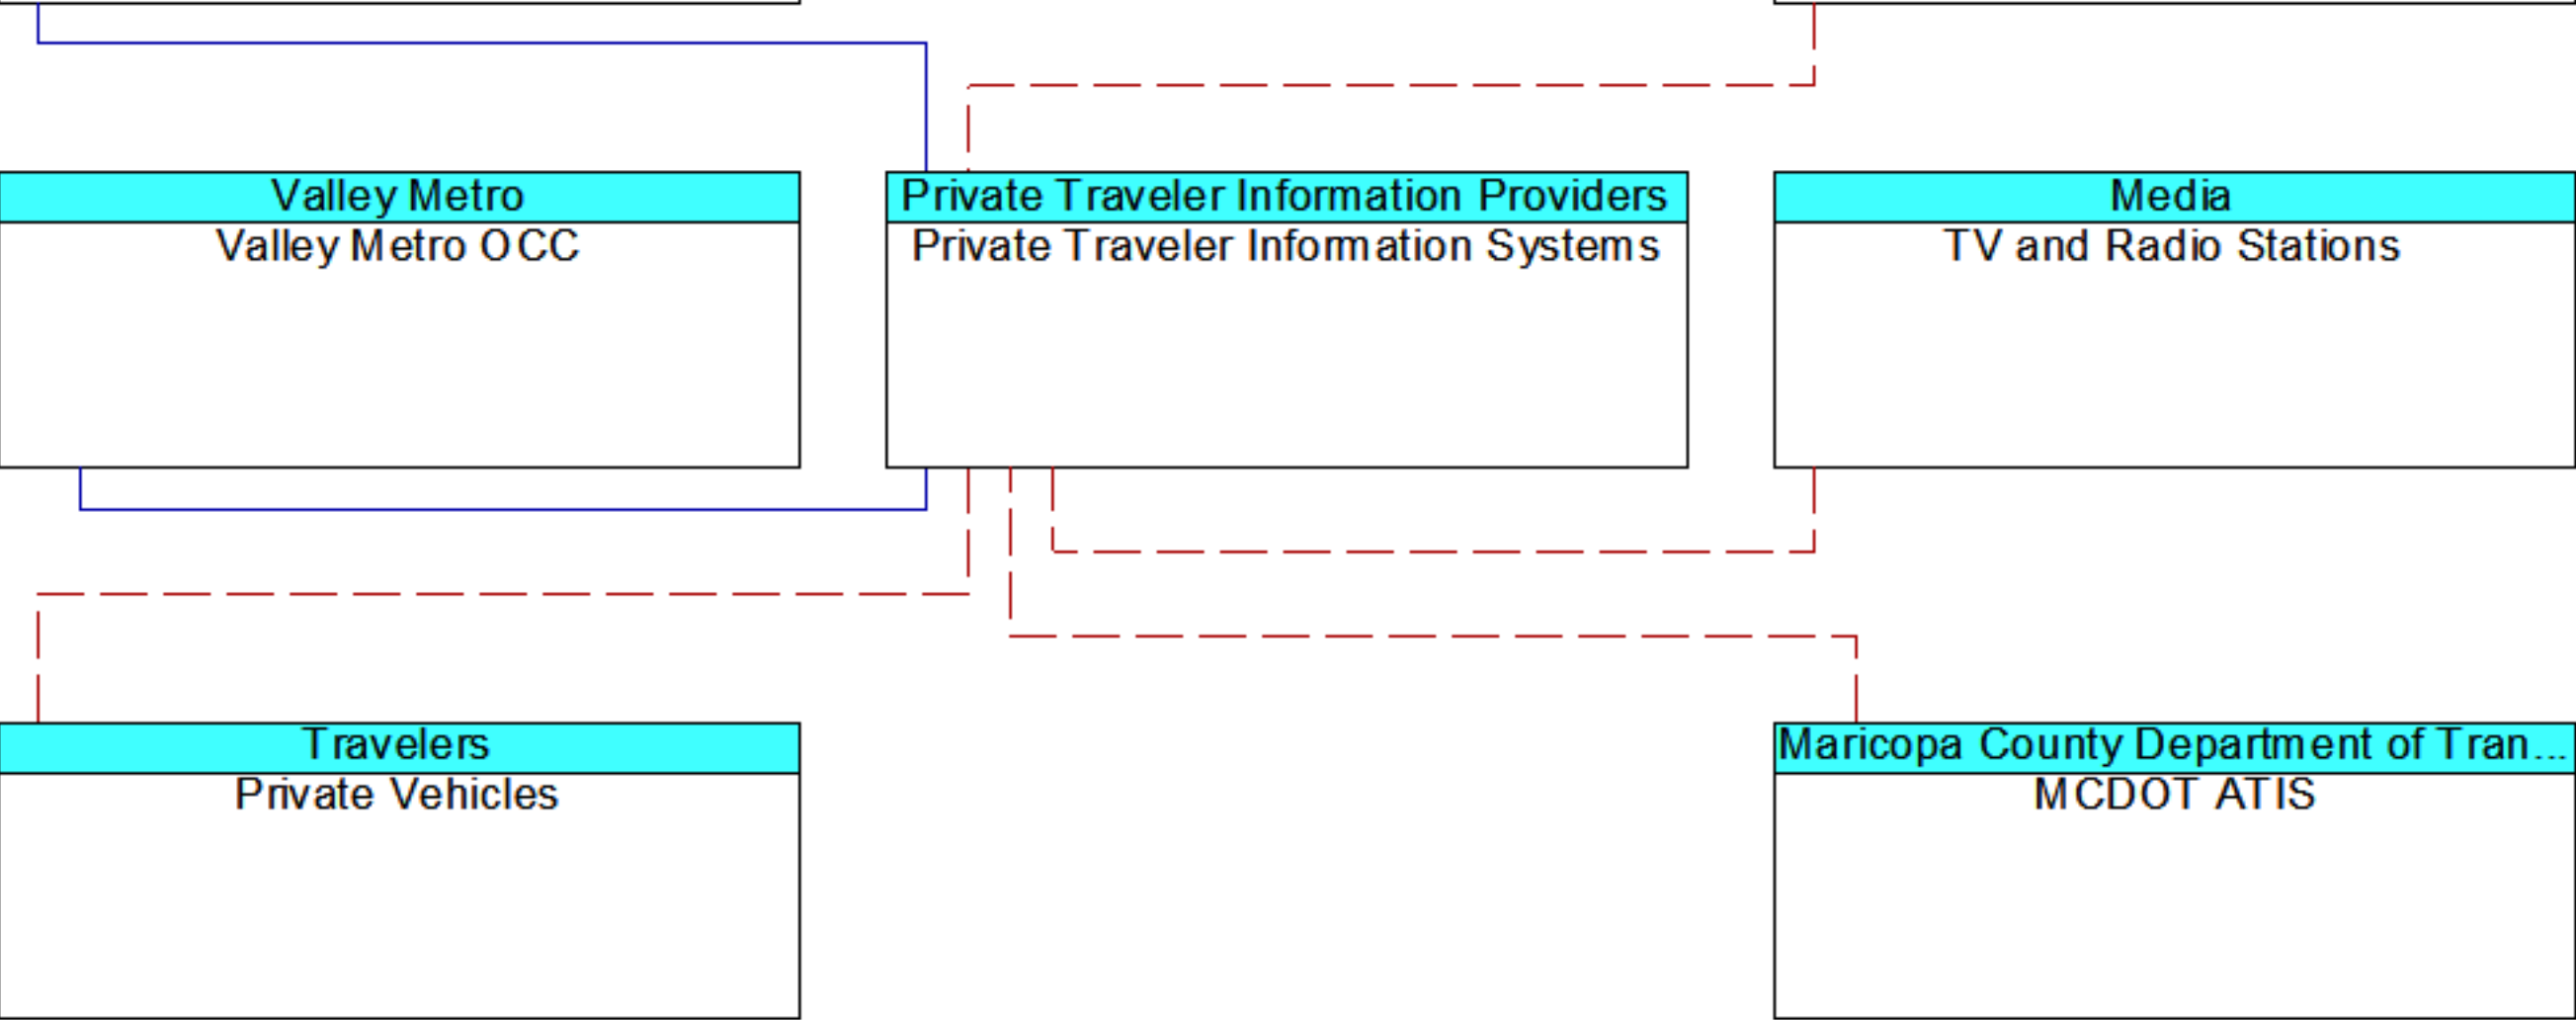 Valley Metro
Valley Metro OCC
Private Traveler Information Providers
Private Traveler Information Systems
Media
TV and Radio Stations
Travelers
Private Vehicles
Maricopa County Department of Tran...
MCDOT ATIS